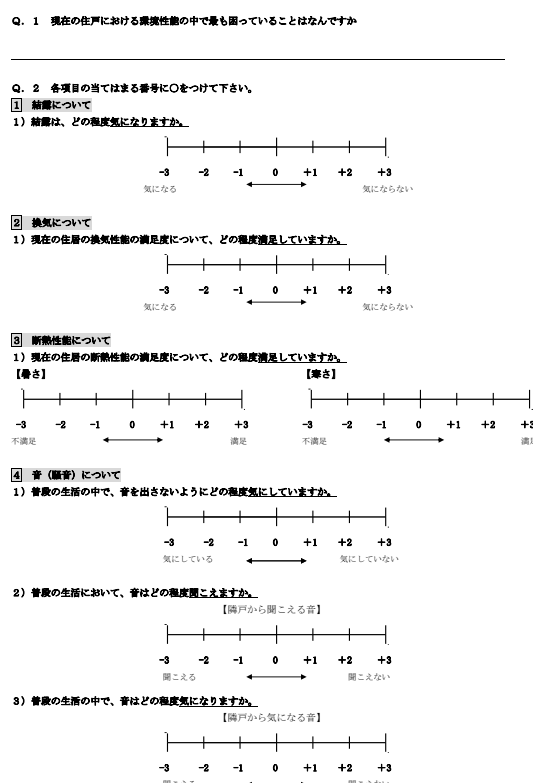 Q．1　現在の住戸における環境性能の中で最も困っていることはなんですか
Q．2　各項目の当てはまる番号に〇をつけて下さい。
1　結露について
1）結露は、どの程度気になりますか。
-3 -2 -1 0 +1 +2 +3
気になる 気にならない
2　換気について
1）現在の住居の換気性能の満足度について、どの程度満足していますか。
-3 -2 -1 0 +1 +2 +3
気になる 気にならない
3　断熱性能について
1）現在の住居の断熱性能の満足度について、どの程度満足していますか。
【暑さ】 【寒さ】
-3 -2 -1 0 +1 +2 +3 -3 -2 -1 0 +1 +2 +3
不満足 満足 不満足 満足
4　音（騒音）について
1）普段の生活の中で、音を出さないようにどの程度気にしていますか。
-3 -2 -1 0 +1 +2 +3
気にしている 気にしていない
2）普段の生活において、音はどの程度聞こえますか。
【隣戸から聞こえる音】
-3 -2 -1 0 +1 +2 +3
聞こえる 聞こえない
3）普段の生活の中で、音はどの程度気になりますか。
【隣戸から気になる音】
-3 -2 -1 0 +1 +2 +3
聞こえる 聞こえない